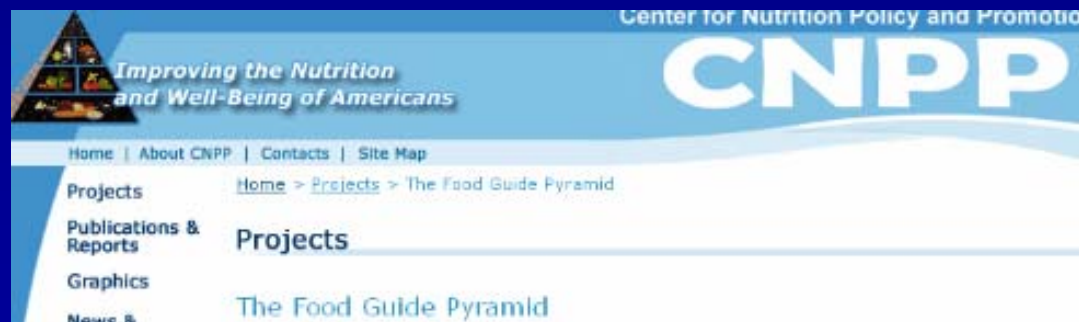 Center for Nutrition Policy and Promotio
CNPP
Improving the Nutrition
and Well-Being of Americans
Home | About CNPP | Contacts | Site Map
Home > Projects > The Food Guide Pyramid
Projects
Publications &
Reports
Graphics
News &
Projects
The Food Guide Pyramid